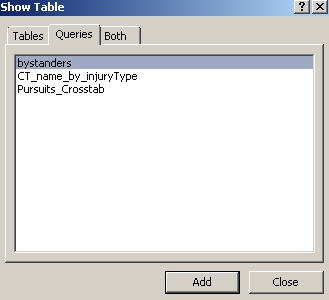 Show Table
? X
Tables Queries Both
bystanders
CT_name_by_injuryType
Pursuits_Crosstab
Add Close